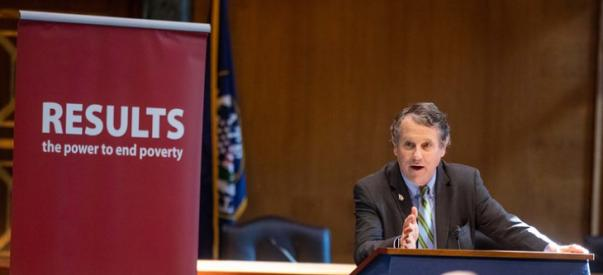 RESULTS
the power to end poverty